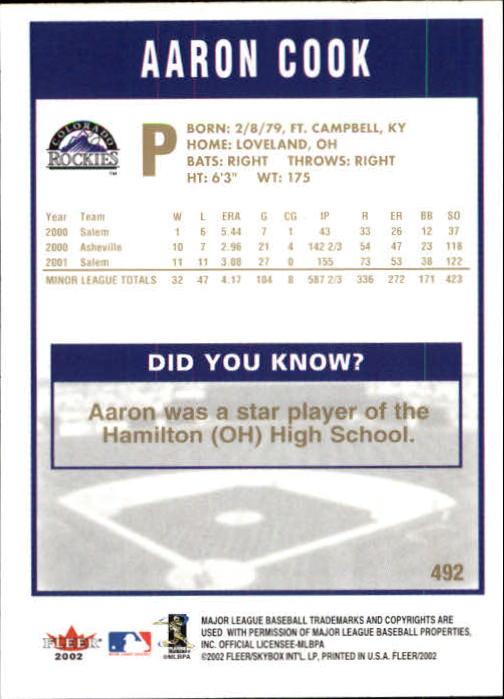 AARON COOK
COLORADO
ROCKIES
TM
P
BORN: 2/8/79, FT. CAMPBELL, KY
HOME: LOVELAND, OH
BATS: RIGHT THROWS: RIGHT
HT: 6'3" WT: 175
Year Team W L ERA G CG IP R ER BB SO
2000 Salem 1 6 5.44 7 1 43 33 26 12 37
2000 Asheville 10 7 2.96 21 4 142 2/3 54 47 23 118
2001 Salem 11 11 3.08 27 0 155 73 53 38 122
MINOR LEAGUE TOTALS 32 47 4.17 104 8 587 2/3 336 272 171 423
DID YOU KNOW?
Aaron was a star player of the
Hamilton (OH) High School.
492
FLEER
2002
©MLBPA
MAJOR LEAGUE BASEBALL TRADEMARKS AND COPYRIGHTS ARE
USED WITH PERMISSION OF MAJOR LEAGUE BASEBALL PROPERTIES,
INC. OFFICIAL LICENSEE-MLBPA
©2002 FLEER/SKYBOX INT'L. LP, PRINTED IN U.S.A. FLEER/2002